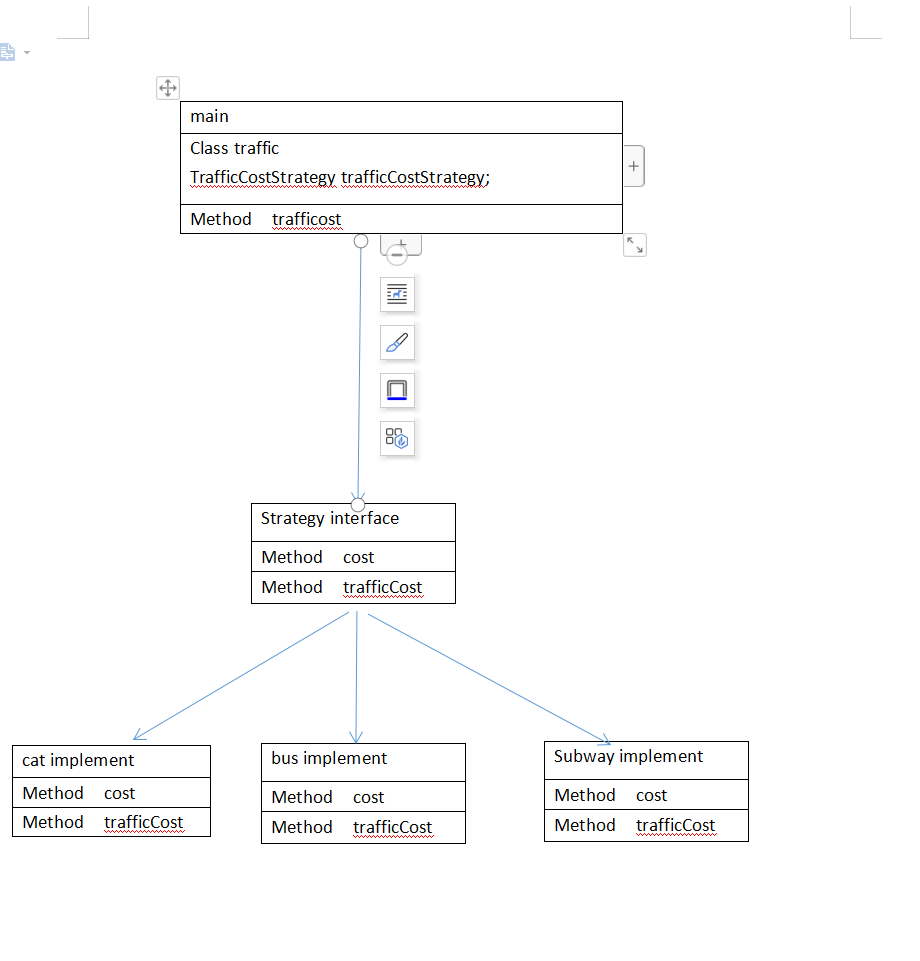 main
Class traffic
TrafficCostStrategy trafficCostStrategy;
Method trafficost
Strategy interface
Method cost
Method trafficCost
cat implement
Method cost
Method trafficCost
bus implement
Method cost
Method trafficCost
Subway implement
Method cost
Method trafficCost